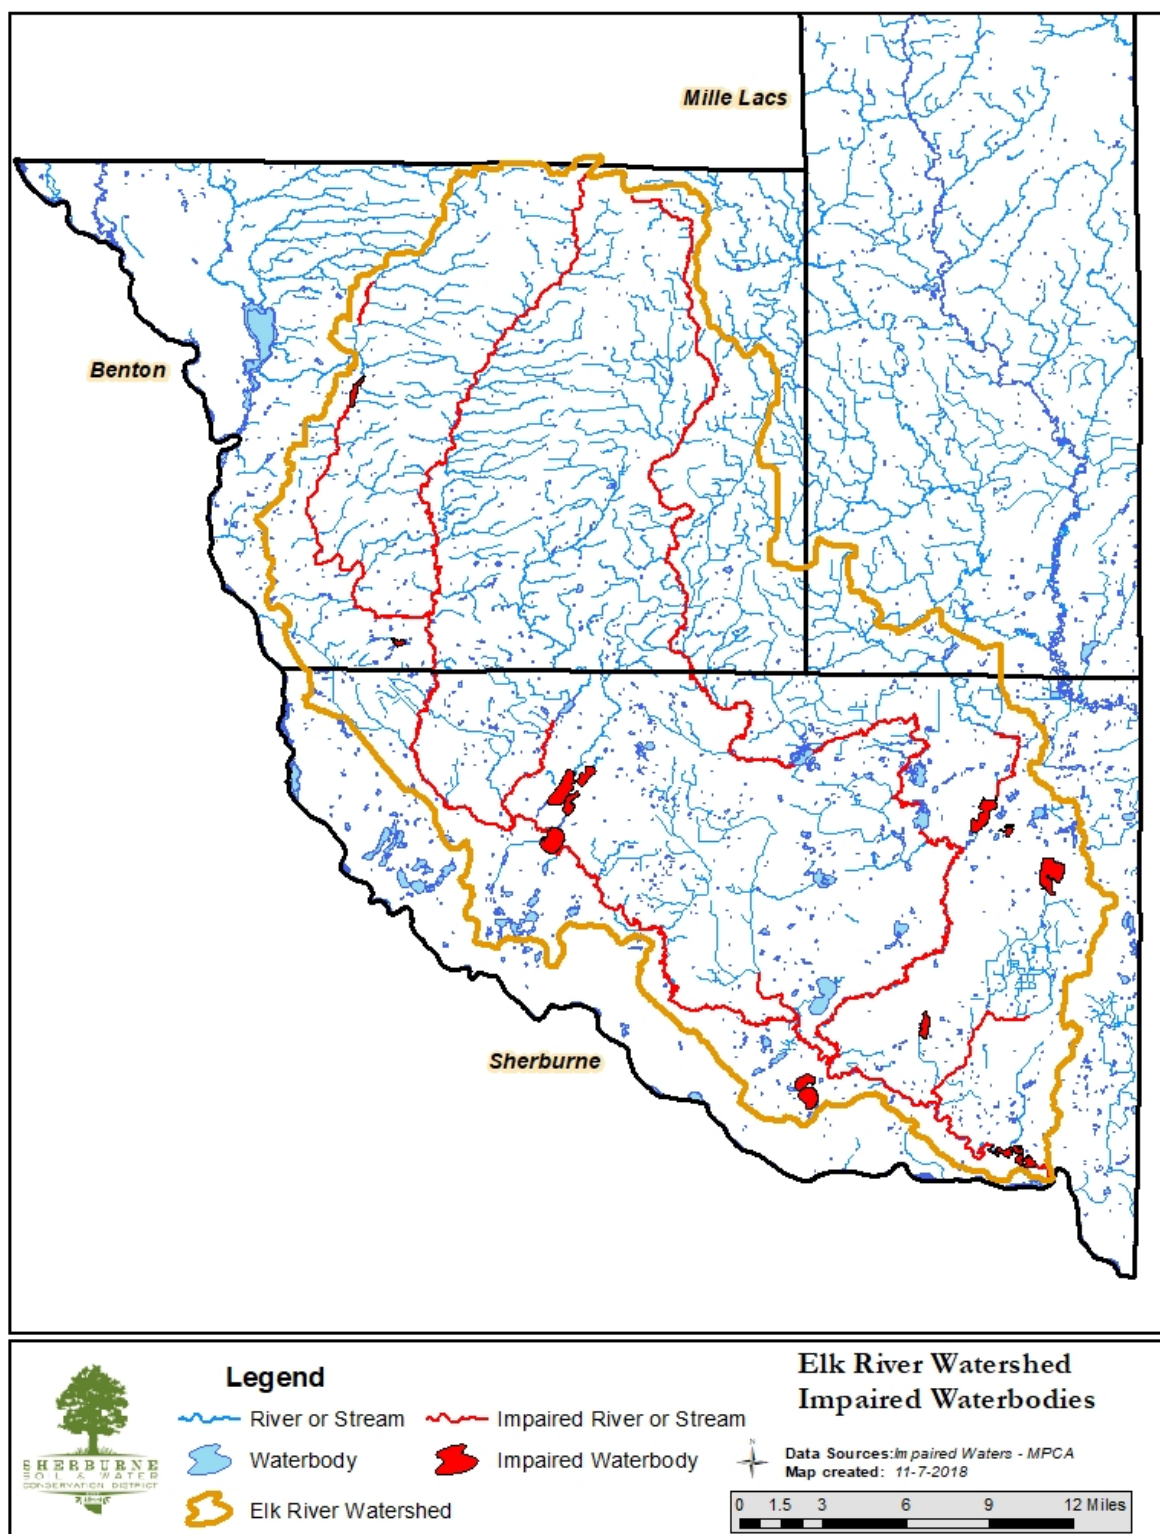 Mille Lacs
Benton
Sherburne
Legend
River or Stream
Impaired River or Stream
Waterbody
Impaired Waterbody
Elk River Watershed
SHERBURNE
SOIL & WATER
CONSERVATION DISTRICT
Elk River Watershed
Impaired Waterbodies
N
Data Sources:Impaired Waters - MPCA
Map created: 11-7-2018
0 1.5 3 6 9 12 Miles